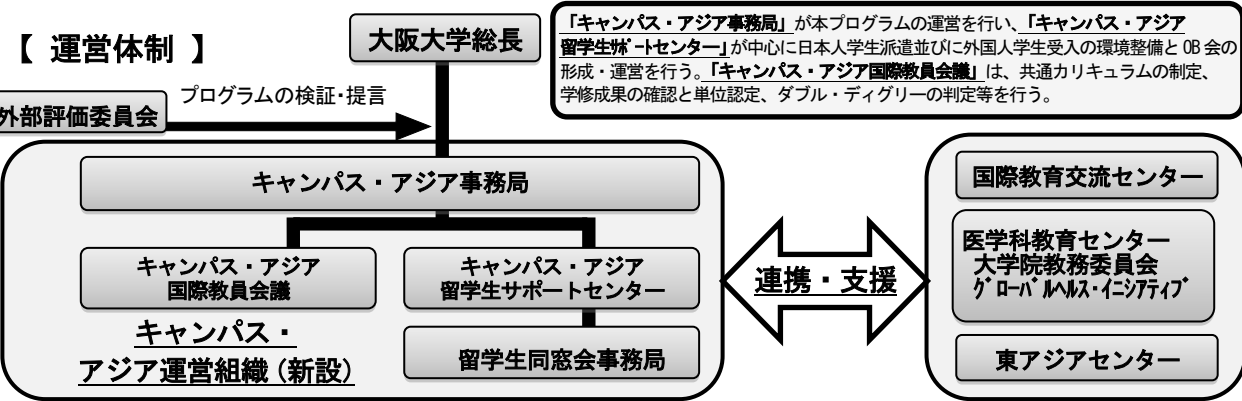 【 運営体制 】
大阪大学総長
「キャンパス・アジア事務局」が本プログラムの運営を行い、「キャンパス・アジア
留学生ｻﾎﾟｰトセンター」が中心に日本人学生派遣並びに外国人学生受入の環境整備とOB会の
形成・運営を行う。「キャンパス・アジア国際教員会議」は、共通カリキュラムの制定、
学修成果の確認と単位認定、ダブル・ディグリーの判定等を行う。
プログラムの検証・提言
外部評価委員会
キャンパス・アジア事務局
キャンパス・アジア
国際教員会議
キャンパス・アジア
留学生サポートセンター
留学生同窓会事務局
キャンパス・
アジア運営組織（新設）
連携・支援
国際教育交流センター
医学科教育センター
大学院教務委員会
ｸﾞﾛｰﾊﾞﾙﾍﾙｽ・ｲﾆｼｱﾃｨﾌﾞ
東アジアセンター